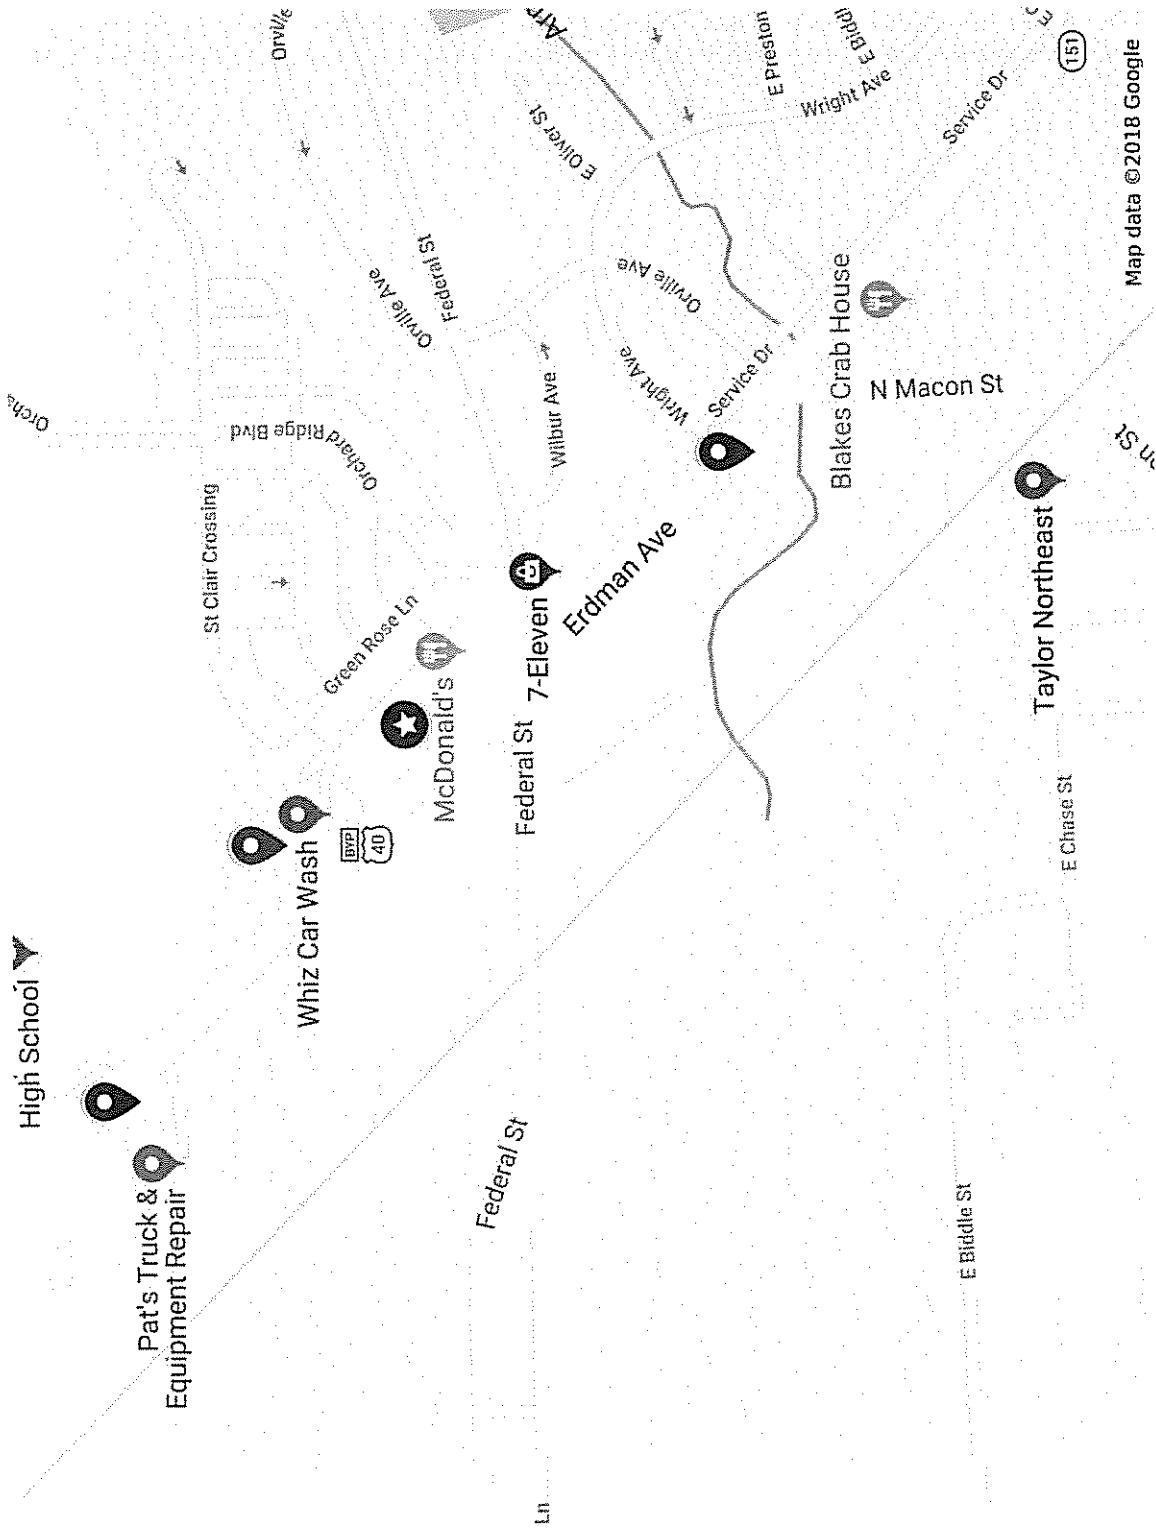 High School
Pat's Truck &
Equipment Repair
Whiz Car Wash
BYP
40
McDonald's
Green Rose Ln
St Clair Crossing
Orchard
Ridge Blvd
Orville Ave
Federal St
Federal St
7-Eleven
Federal St
Ln
Erdman Ave
Wilbur Ave
Wright Ave
Orville Ave
Service Dr
E Oliver St
E Preston
E Biddl
Wright Ave
Service Dr
151
Blakes Crab House
N Macon St
Taylor Northeast
E Chase St
E Biddle St
Map data ©2018 Google